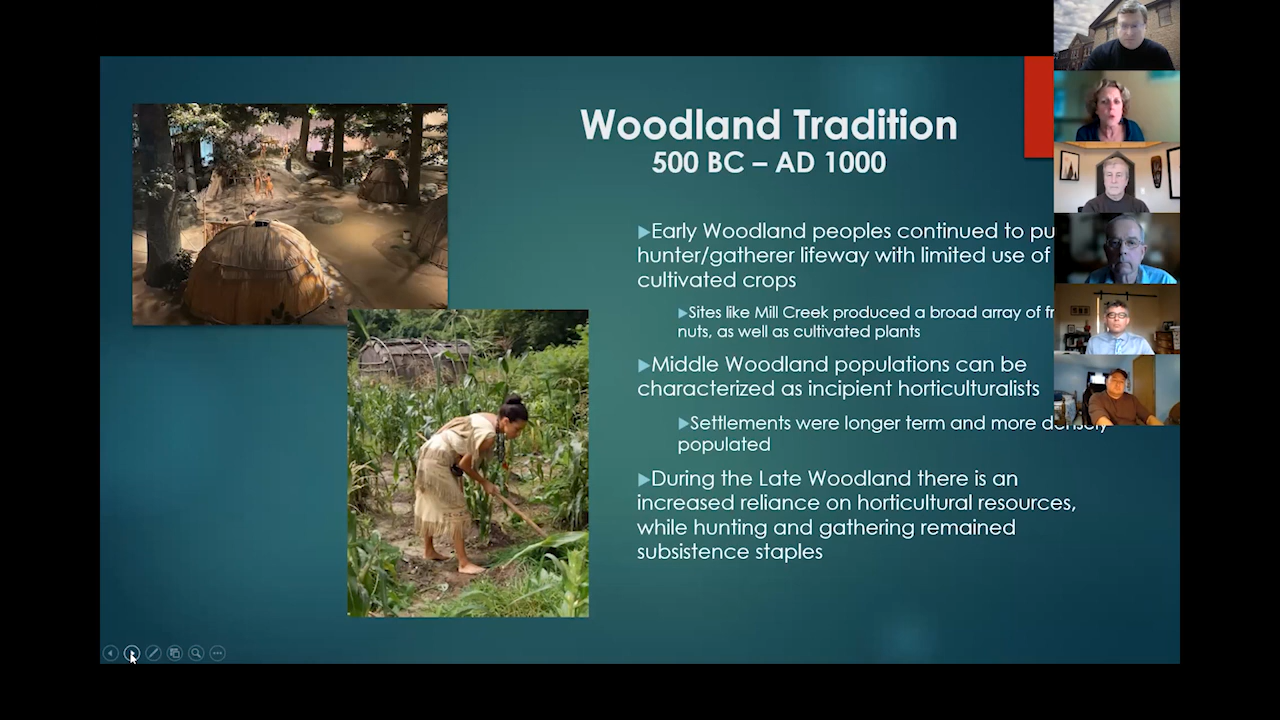 Woodland Tradition
500 BC – AD 1000
Early Woodland peoples continued to pu
hunter/gatherer lifeway with limited use of
cultivated crops
Sites like Mill Creek produced a broad array of fr
nuts, as well as cultivated plants
Middle Woodland populations can be
characterized as incipient horticulturalists
Settlements were longer term and more densely
populated
During the Late Woodland there is an
increased reliance on horticultural resources,
while hunting and gathering remained
subsistence staples